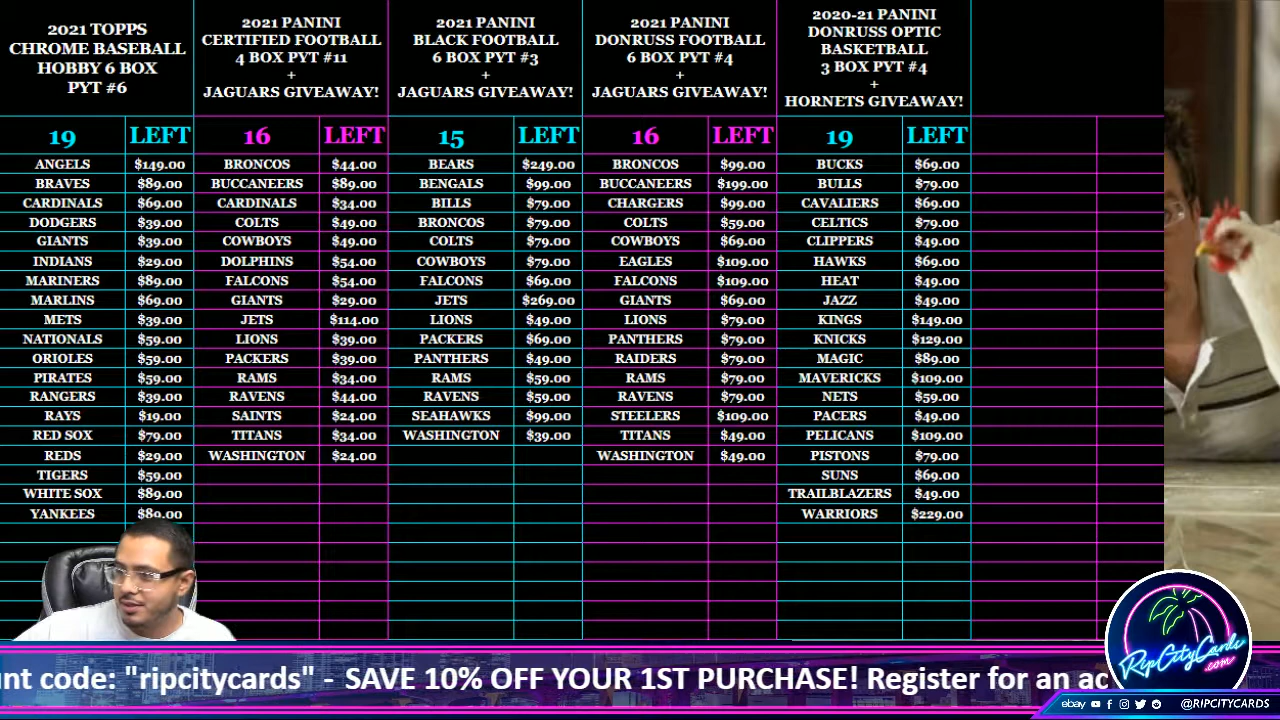 2021 TOPPS
CHROME BASEBALL
HOBBY 6 BOX
PYT #6
19 LEFT
ANGELS $149.00
BRAVES $89.00
CARDINALS $69.00
DODGERS $39.00
GIANTS $39.00
INDIANS $29.00
MARINERS $89.00
MARLINS $69.00
METS $39.00
NATIONALS $59.00
ORIOLES $59.00
PIRATES $59.00
RANGERS $39.00
RAYS $19.00
RED SOX $79.00
REDS $29.00
TIGERS $59.00
WHITE SOX $89.00
YANKEES $89.00
2021 PANINI
CERTIFIED FOOTBALL
4 BOX PYT #11
+
JAGUARS GIVEAWAY!
16 LEFT
BRONCOS $44.00
BUCCANEERS $89.00
CARDINALS $34.00
COLTS $49.00
COWBOYS $49.00
DOLPHINS $54.00
FALCONS $54.00
GIANTS $29.00
JETS $114.00
LIONS $39.00
PACKERS $39.00
RAMS $34.00
RAVENS $44.00
SAINTS $24.00
TITANS $34.00
WASHINGTON $24.00
2021 PANINI
BLACK FOOTBALL
6 BOX PYT #3
+
JAGUARS GIVEAWAY!
15 LEFT
BEARS $249.00
BENGALS $99.00
BILLS $79.00
BRONCOS $79.00
COLTS $79.00
COWBOYS $79.00
FALCONS $69.00
JETS $269.00
LIONS $49.00
PACKERS $69.00
PANTHERS $49.00
RAMS $59.00
RAVENS $59.00
SEAHAWKS $99.00
WASHINGTON $39.00
2021 PANINI
DONRUSS FOOTBALL
6 BOX PYT #4
+
JAGUARS GIVEAWAY!
16 LEFT
BRONCOS $99.00
BUCCANEERS $199.00
CHARGERS $99.00
COLTS $59.00
COWBOYS $69.00
EAGLES $109.00
FALCONS $109.00
GIANTS $69.00
LIONS $79.00
PANTHERS $79.00
RAIDERS $79.00
RAMS $79.00
RAVENS $79.00
STEELERS $109.00
TITANS $49.00
WASHINGTON $49.00
2020-21 PANINI
DONRUSS OPTIC
BASKETBALL
3 BOX PYT #4
+
HORNETS GIVEAWAY!
19 LEFT
BUCKS $69.00
BULLS $79.00
CAVALIERS $69.00
CELTICS $79.00
CLIPPERS $49.00
HAWKS $69.00
HEAT $49.00
JAZZ $49.00
KINGS $149.00
KNICKS $129.00
MAGIC $89.00
MAVERICKS $109.00
NETS $59.00
PACERS $49.00
PELICANS $109.00
PISTONS $79.00
SUNS $69.00
TRAILBLAZERS $49.00
WARRIORS $229.00
nt code: "ripcitycards" - SAVE 10% OFF YOUR 1ST PURCHASE! Register for an ac
RipCityCards
.com
ebay @RIPCITYCARDS